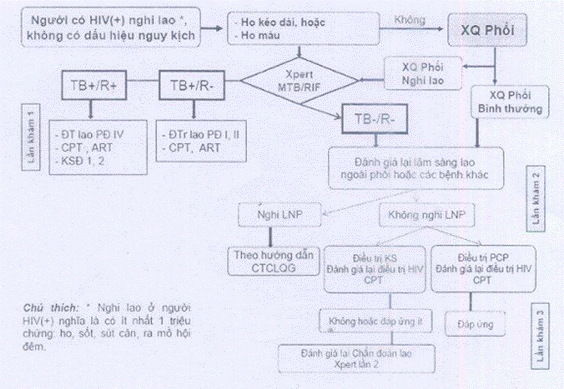 Người có HIV(+) nghi lao *,
không có dấu hiệu nguy kịch
- Ho kéo dài, hoặc
- Ho máu
Không
XQ Phổi
Xpert
MTB/RIF
XQ Phổi
Nghi lao
XQ Phổi
Bình thường
TB+/R+
TB+/R-
TB-/R-
Lần khám 1
- ĐT lao PĐ IV
- CPT , ART
- KSĐ 1, 2
- ĐTr lao PĐ I, II
- CPT, ART
Đánh giá lại lâm sàng lao
ngoài phổi hoặc các bệnh khác
Lần khám 2
Nghi LNP
Không nghi LNP
Theo hướng dẫn
CTCLQG
Điều trị KS
Đánh giá lại điều trị HIV
CPT
Điều trị PCP
Đánh giá lại điều trị HIV
CPT
Không hoặc đáp ứng ít
Đáp ứng
Lần khám 3
Đánh giá lại Chẩn đoán lao
Xpert lần 2
Chú thích: * Nghi lao ở người
HIV(+) nghĩa là có ít nhất 1 triệu
chứng: ho, sốt, sút cân, ra mồ hôi
đêm.